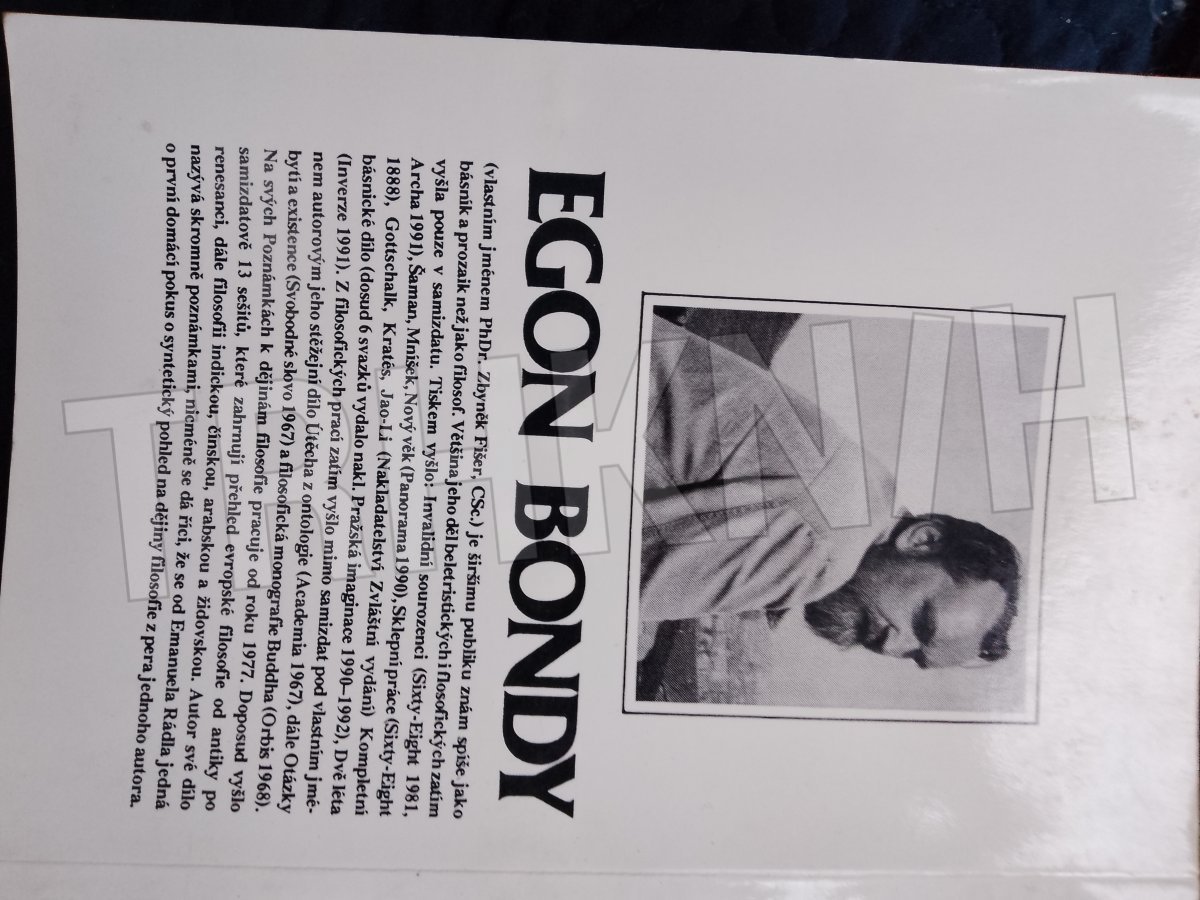 EGON BONDY
(vlastním jménem PhDr. Zbyněk Fišer, CSc.) je širšímu publiku znám spíše jako
básník a prozaik než jako filosof. Většina jeho děl beletristických i filosofických zatím
vyšla pouze v samizdatu. Tiskem vyšlo: Invalidní sourozenci (Sixty-Eight 1981,
Archa 1991), Šaman, Mníšek, Nový věk (Panorama 1990), Sklepní práce (Sixty-Eight
1888), Gottschalk, Kratés, Jao-Li (Nakladatelství Zvláštní vydání) Kompletní
básnické dílo (dosud 6 svazků vydalo nakl. Pražská imaginace 1990–1992), Dvě léta
(Inverze 1991). Z filosofických prací zatím vyšlo mimo samizdat pod vlastním jmé-
nem autorovým jeho stěžejní dílo Útěcha z ontologie (Academia 1967), dále Otázky
bytí a existence (Svobodné slovo 1967) a filosofická monografie Buddha (Orbis 1968).
Na svých Poznámkách k dějinám filosofie pracuje od roku 1977. Doposud vyšlo
samizdatově 13 sešitů, které zahrnují přehled evropské filosofie od antiky po
renesanci, dále filosofii indickou, čínskou, arabskou a židovskou. Autor své dílo
nazývá skromně poznámkami, nicméně se dá říci, že se od Emanuela Rádla jedná
o první domácí pokus o syntetický pohled na dějiny filosofie z pera jednoho autora.